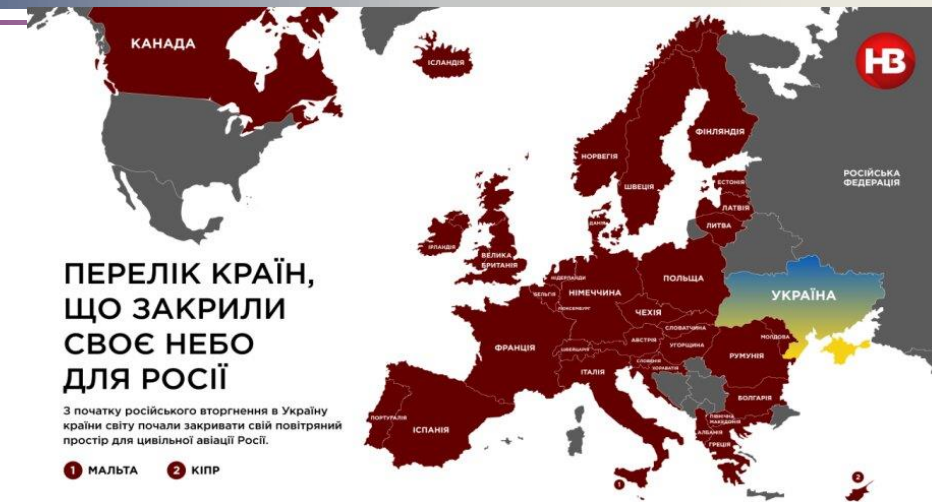 КАНАДА
ІСЛАНДІЯ
НВ
ФІНЛЯНДІЯ
НОРВЕГІЯ
ШВЕЦІЯ
РОСІЙСЬКА
ФЕДЕРАЦІЯ
ЕСТОНІЯ
ЛАТВІЯ
ЛИТВА
ДАНІЯ
ІРЛАНДІЯ
ВЕЛИКА
БРИТАНІЯ
НІДЕРЛАНДИ
БЕЛЬГІЯ
НІМЕЧЧИНА
ЛЮКСЕМБУРГ
ПОЛЬЩА
УКРАЇНА
ЧЕХІЯ
СЛОВАТЧИНА
АВСТРІЯ
УГОРЩИНА
МОЛДОВА
РУМУНІЯ
ФРАНЦІЯ
ШВЕЙЦАРІЯ
СЛОВЕНІЯ
ХОРВАТІЯ
ІТАЛІЯ
БОЛГАРІЯ
ПІВНІЧНА
МАКЕДОНІЯ
АЛБАНІЯ
ГРЕЦІЯ
ПОРТУГАЛІЯ
ІСПАНІЯ
1
2
ПЕРЕЛІК КРАЇН,
ЩО ЗАКРИЛИ
СВОЄ НЕБО
ДЛЯ РОСІЇ
З початку російського вторгнення в Україну
країни світу почали закривати свій повітряний
простір для цивільної авіації Росії.
1 МАЛЬТА 2 КІПР